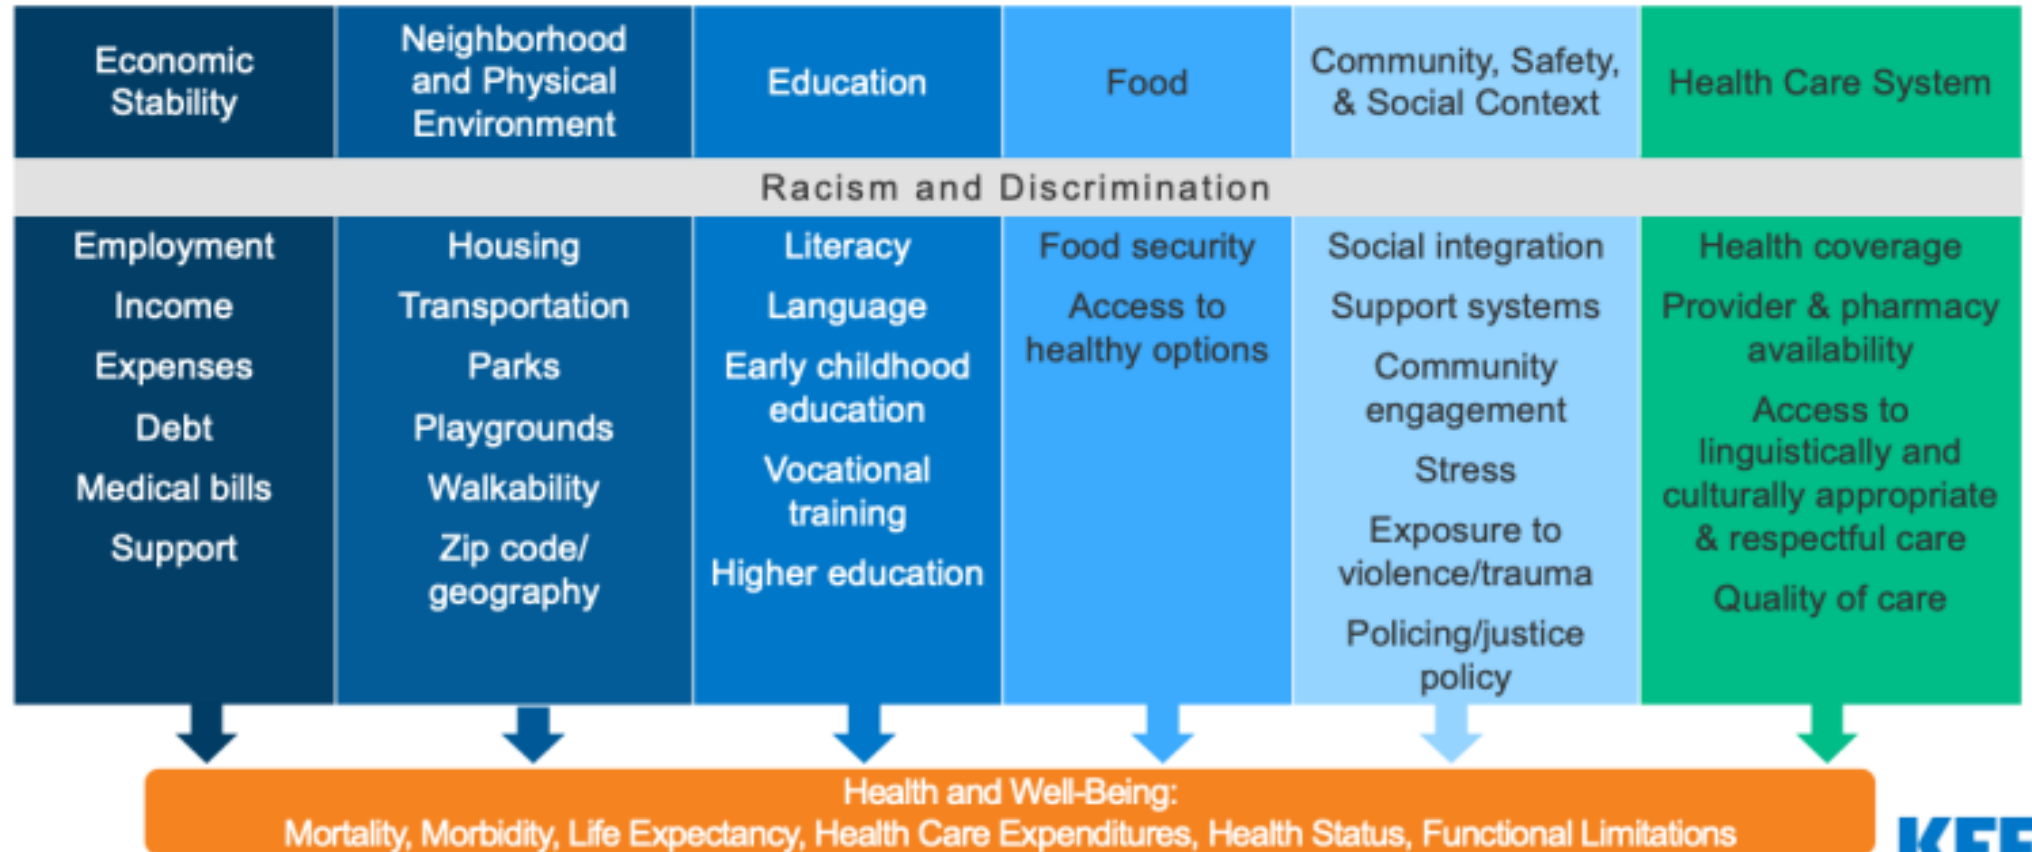 Economic
Stability
Neighborhood
and Physical
Environment
Education
Food
Community, Safety,
& Social Context
Health Care System
Racism and Discrimination
Employment
Income
Expenses
Debt
Medical bills
Support
Housing
Transportation
Parks
Playgrounds
Walkability
Zip code/
geography
Literacy
Language
Early childhood
education
Vocational
training
Higher education
Food security
Access to
healthy options
Social integration
Support systems
Community
engagement
Stress
Exposure to
violence/trauma
Policing/justice
policy
Health coverage
Provider & pharmacy
availability
Access to
linguistically and
culturally appropriate
& respectful care
Quality of care
Health and Well-Being:
Mortality, Morbidity, Life Expectancy, Health Care Expenditures, Health Status, Functional Limitations